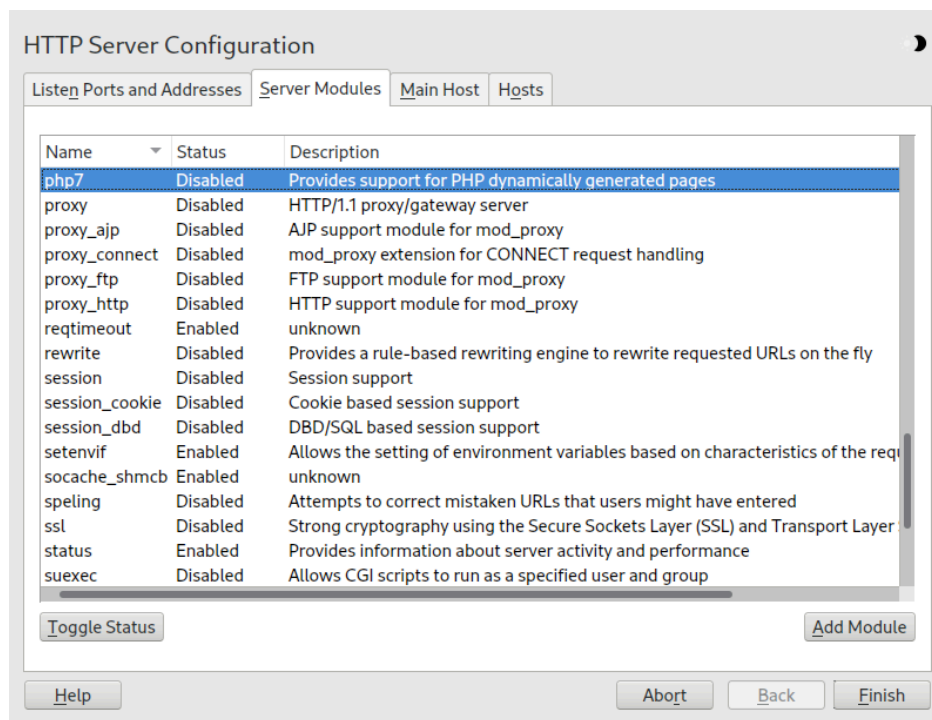 HTTP Server Configuration
Listen Ports and Addresses Server Modules Main Host Hosts
Name Status Description
php7 Disabled Provides support for PHP dynamically generated pages
proxy Disabled HTTP/1.1 proxy/gateway server
proxy_ajp Disabled AJP support module for mod_proxy
proxy_connect Disabled mod_proxy extension for CONNECT request handling
proxy_ftp Disabled FTP support module for mod_proxy
proxy_http Disabled HTTP support module for mod_proxy
reqtimeout Enabled unknown
rewrite Disabled Provides a rule-based rewriting engine to rewrite requested URLs on the fly
session Disabled Session support
session_cookie Disabled Cookie based session support
session_dbd Disabled DBD/SQL based session support
setenvif Enabled Allows the setting of environment variables based on characteristics of the
socache_shmcb Enabled unknown
speling Disabled Attempts to correct mistaken URLs that users might have entered
ssl Disabled Strong cryptography using the Secure Sockets Layer (SSL) and Transport Layer
status Enabled Provides information about server activity and performance
suexec Disabled Allows CGI scripts to run as a specified user and group
Toggle Status Add Module
Help Abort Back Finish